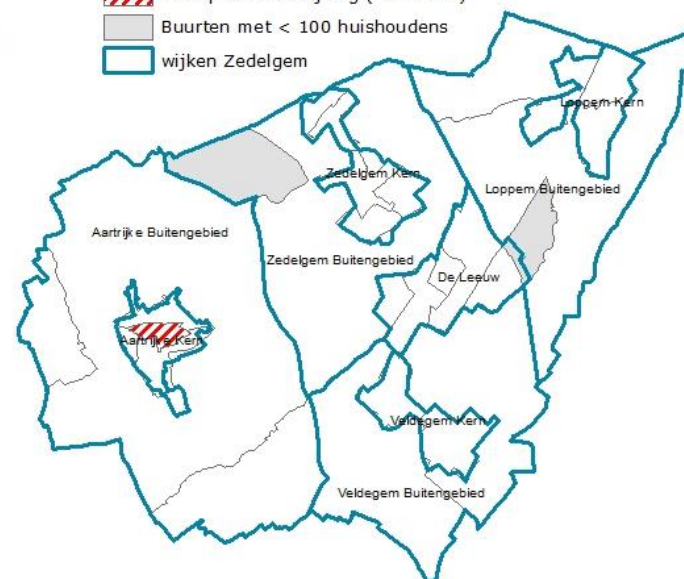 Buurten met < 100 huishoudens
wijken Zedelgem
Loppem Kern
Zedelgem Kern
Loppem Buitengebied
Aartrijke Buitengebied
Zedelgem Buitengebied
De Leeuw
Aartrijke Kern
Veldegem Kern
Veldegem Buitengebied